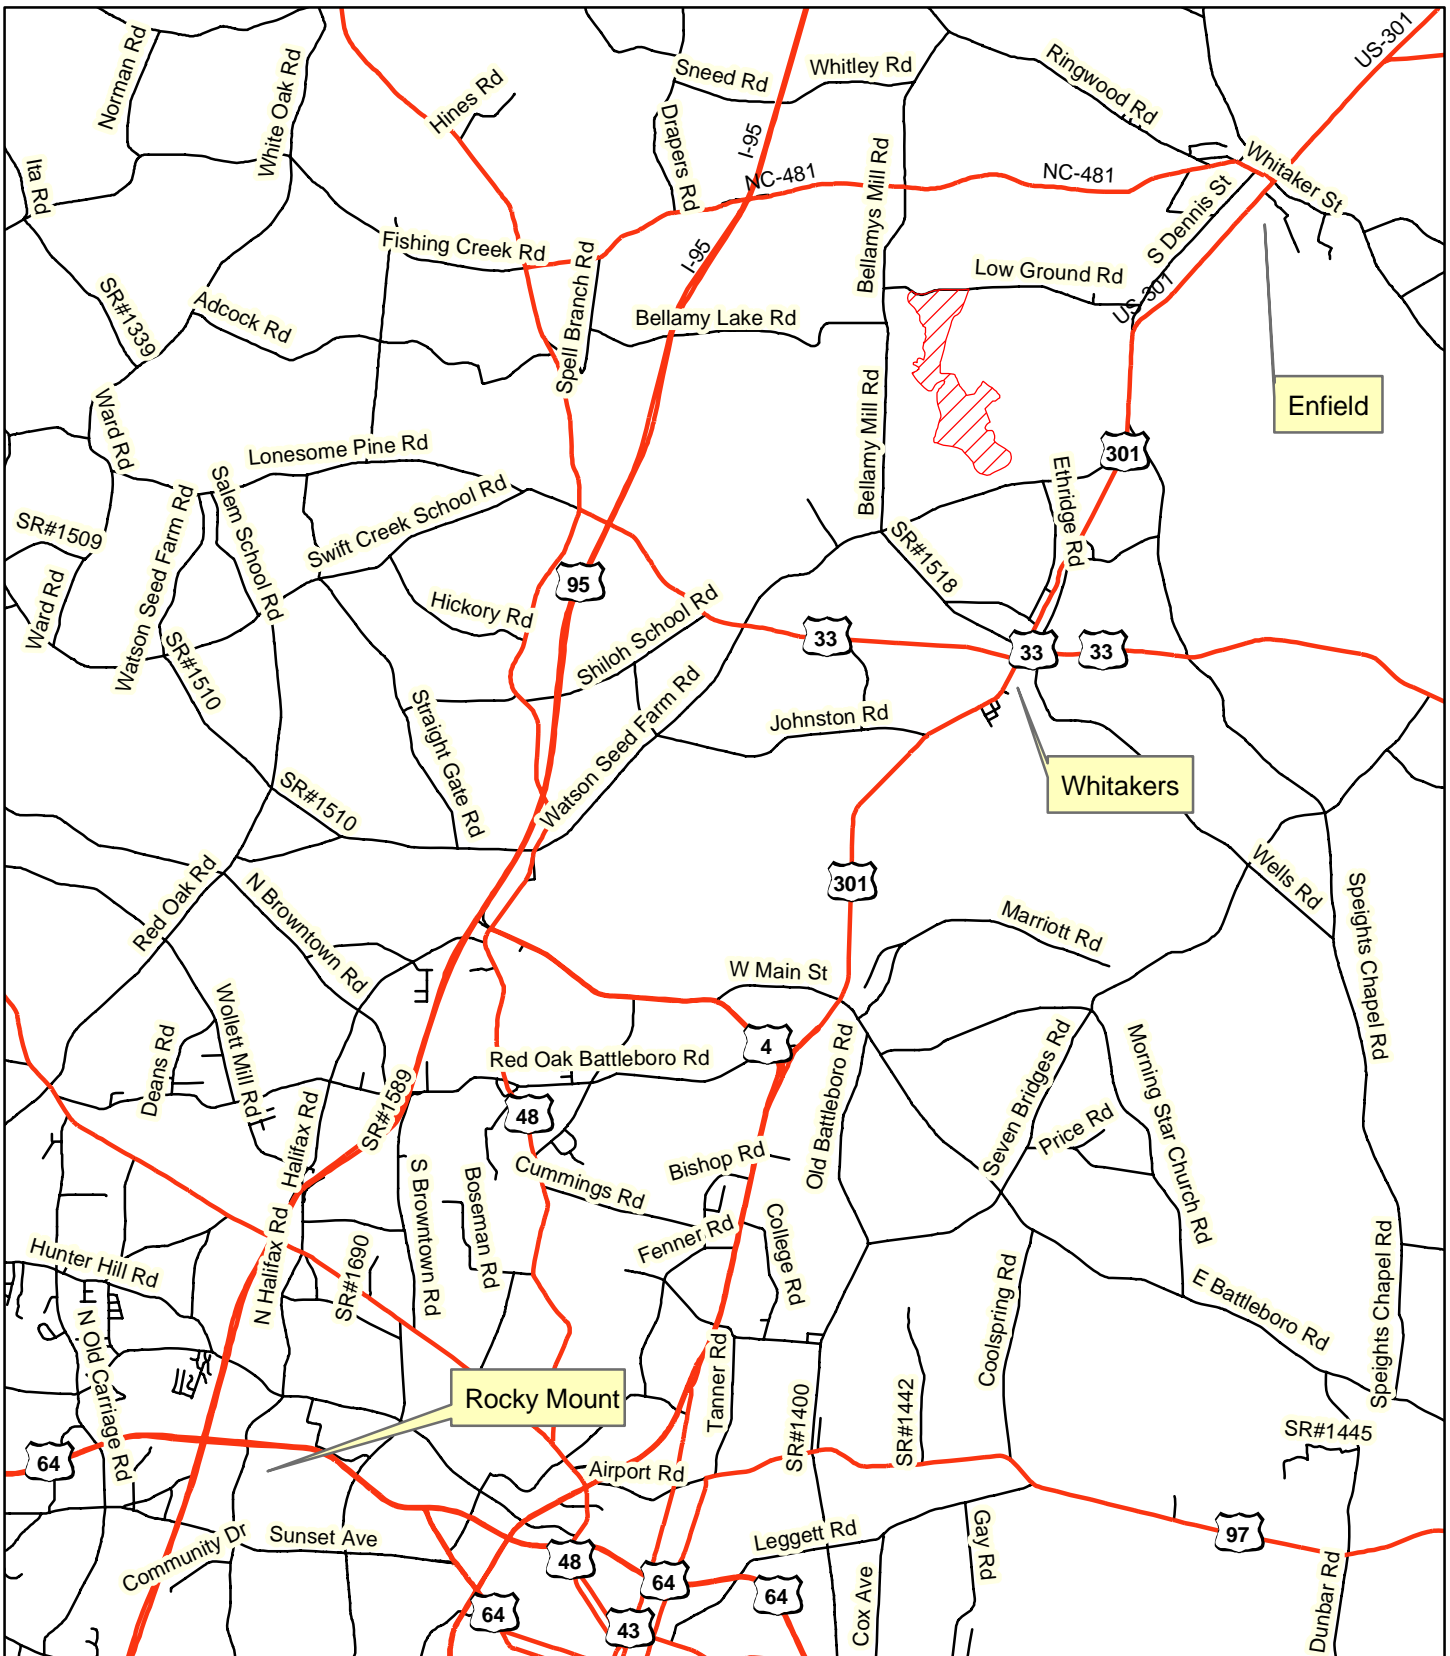 US-301
Norman Rd
White Oak Rd
Hines Rd
Sneed Rd
Whitley Rd
Ringwood Rd
Drapers Rd
I-95
Ita Rd
NC-481
NC-481
Bellamys Mill Rd
Whitaker St
S Dennis St
Fishing Creek Rd
I-95
Spell Branch Rd
Low Ground Rd
US-301
SR#1339
Adcock Rd
Bellamy Lake Rd
Enfield
Ward Rd
Bellamy Mill Rd
Lonesome Pine Rd
301
Salem School Rd
Swift Creek School Rd
Ethridge Rd
SR#1509
Watson Seed Farm Rd
SR#1518
95
Ward Rd
Hickory Rd
Shiloh School Rd
33
33
33
SR#1510
Straight Gate Rd
Watson Seed Farm Rd
Johnston Rd
Whitakers
SR#1510
Wells Rd
Red Oak Rd
N Browntown Rd
301
Speights Chapel Rd
Marriott Rd
W Main St
Wollett Mill Rd
Deans Rd
Red Oak Battleboro Rd
4
Old Battleboro Rd
Seven Bridges Rd
Morning Star Church Rd
SR#1589
48
Price Rd
Halifax Rd
Bishop Rd
Cummings Rd
S Browntown Rd
Boseman Rd
College Rd
Fenner Rd
N Halifax Rd
Hunter Hill Rd
SR#1690
Coolspring Rd
E Battleboro Rd
Speights Chapel Rd
N Old Carriage Rd
Tanner Rd
Rocky Mount
SR#1400
SR#1442
SR#1445
64
Airport Rd
Community Dr
Sunset Ave
Leggett Rd
Gay Rd
97
48
64
64
Cox Ave
Dunbar Rd
64
43